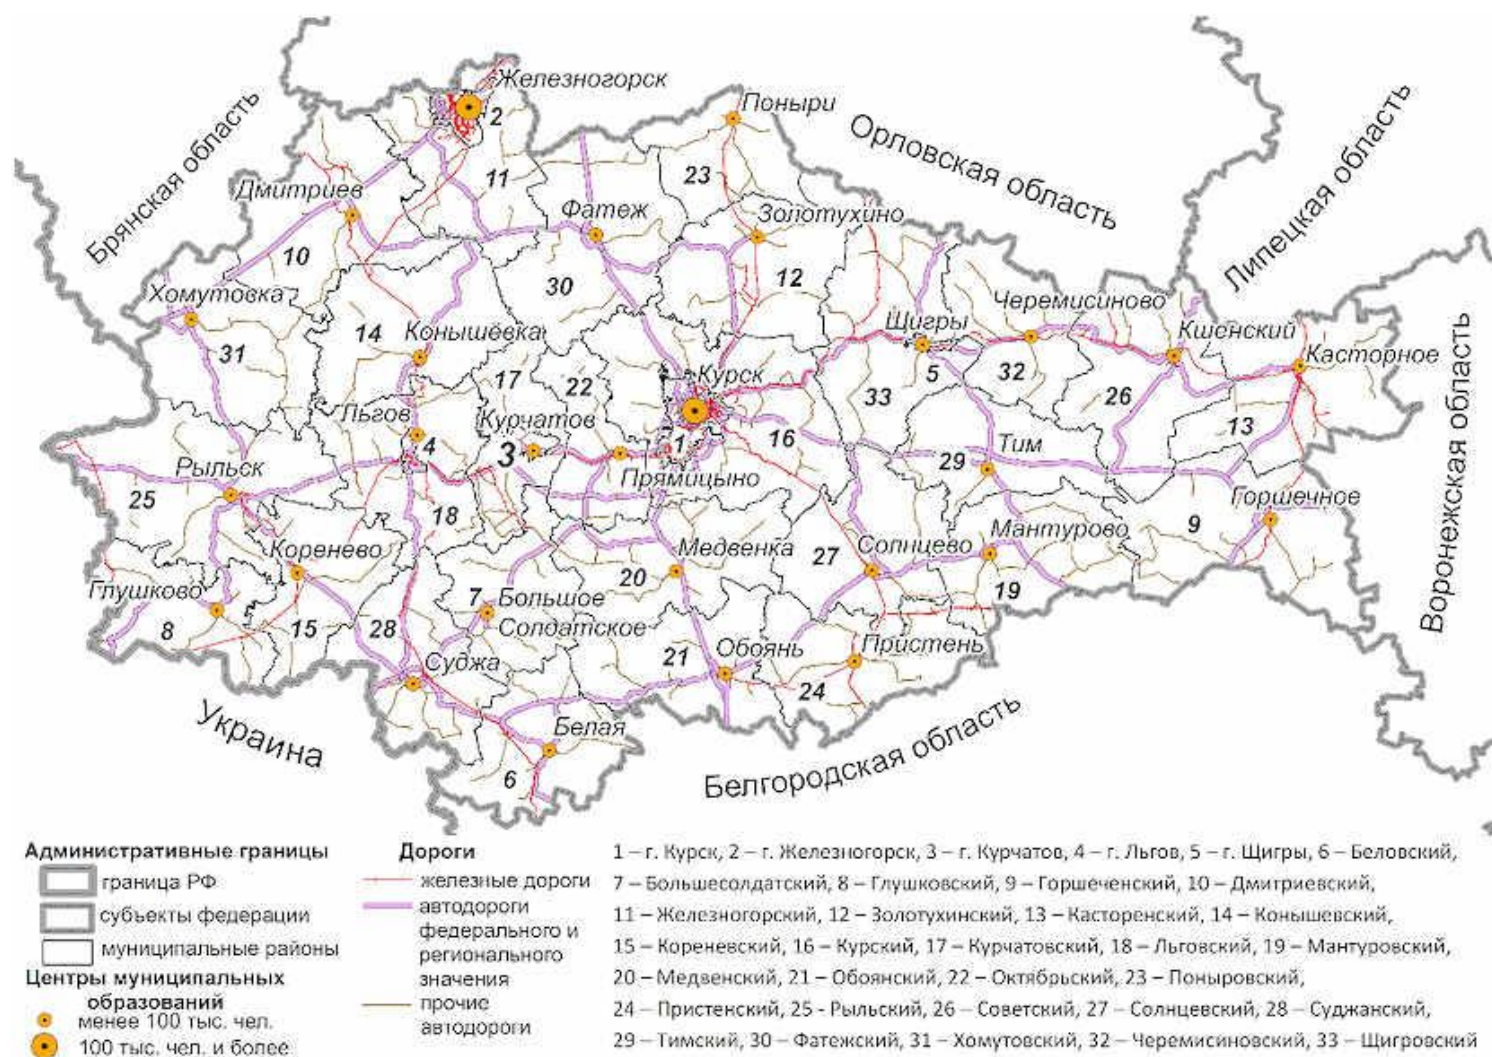 Железногорск
2
Поныри
Орловская область
Липецкая область
Брянская область
11
23
Дмитриев
Фатеж
Золотухино
10
30
12
Хомутовка
14
Конышёвка
Черемисиново
Щигры
Кшенский
Касторное
31
17
22
Курск
5
32
33
26
13
Льгов
Курчатов
4
3
1
16
Прямицыно
29
Тим
Рыльск
25
18
Горшечное
9
Воронежская область
Коренево
Медвенка
27
Солнцево
Мантурово
20
19
Глушково
8
15
28
7
Большое
Солдатское
Суджа
21
Обоянь
Пристень
24
Украина
Белая
6
Белгородская область
Административные границы
граница РФ
субъекты федерации
муниципальные районы
Центры муниципальных
образований
менее 100 тыс. чел.
100 тыс. чел. и более
Дороги
железные дороги
автодороги
федерального и
регионального
значения
прочие
автодороги
1 – г. Курск, 2 – г. Железногорск, 3 – г. Курчатов, 4 – г. Льгов, 5 – г. Щигры, 6 – Беловский,
7 – Большесолдатский, 8 – Глушковский, 9 – Горшеченский, 10 – Дмитриевский,
11 – Железногорский, 12 – Золотухинский, 13 – Касторенский, 14 – Конышевский,
15 – Кореневский, 16 – Курский, 17 – Курчатовский, 18 – Льговский, 19 – Мантуровский,
20 – Медвенский, 21 – Обоянский, 22 – Октябрьский, 23 – Поныровский,
24 – Пристенский, 25 - Рыльский, 26 – Советский, 27 – Солнцевский, 28 – Суджанский,
29 – Тимский, 30 – Фатежский, 31 – Хомутовский, 32 – Черемисиновский, 33 – Щигровский